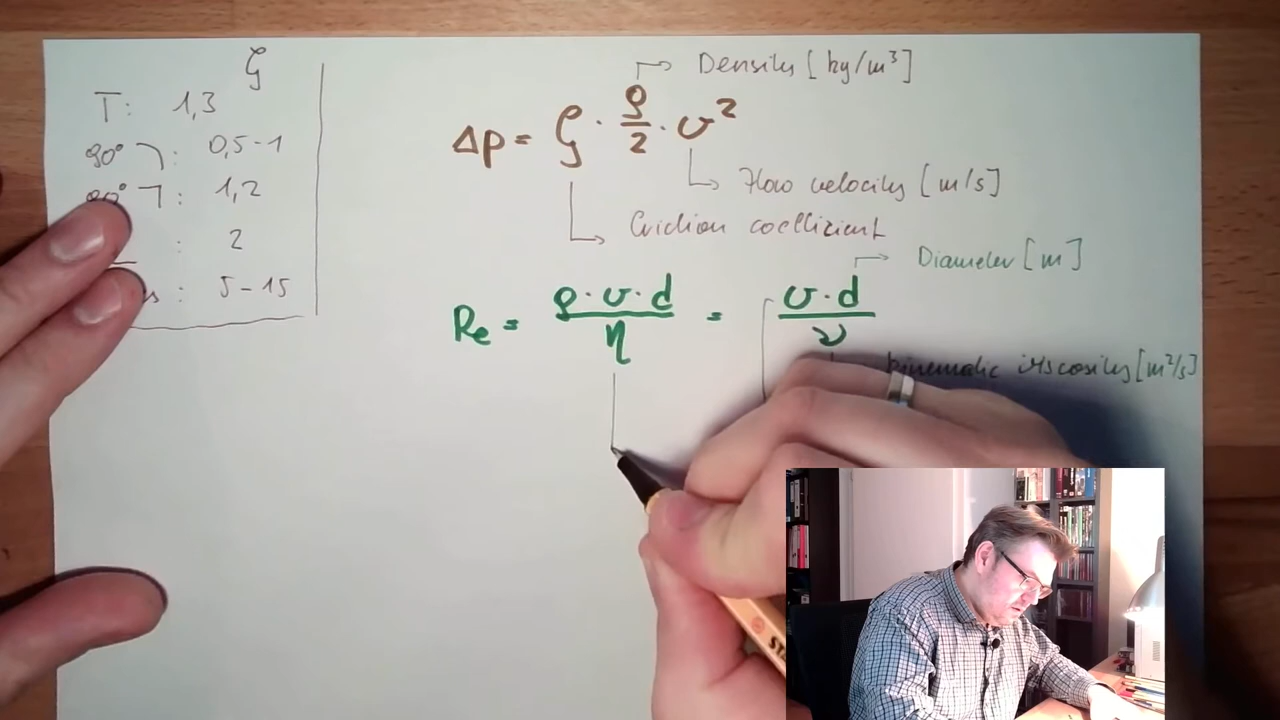 ζ
T: 1,3
90° ⌝: 0,5-1
90° ⌝: 1,2
: 2
: 5-15
Density [kg/m³]
Δp = ζ · ρ/2 · v²
Flow velocity [m/s]
coefficient
Diameter [m]
Re = ρ·v·d/η = v·d/ν
kinematic viscosity [m²/s]